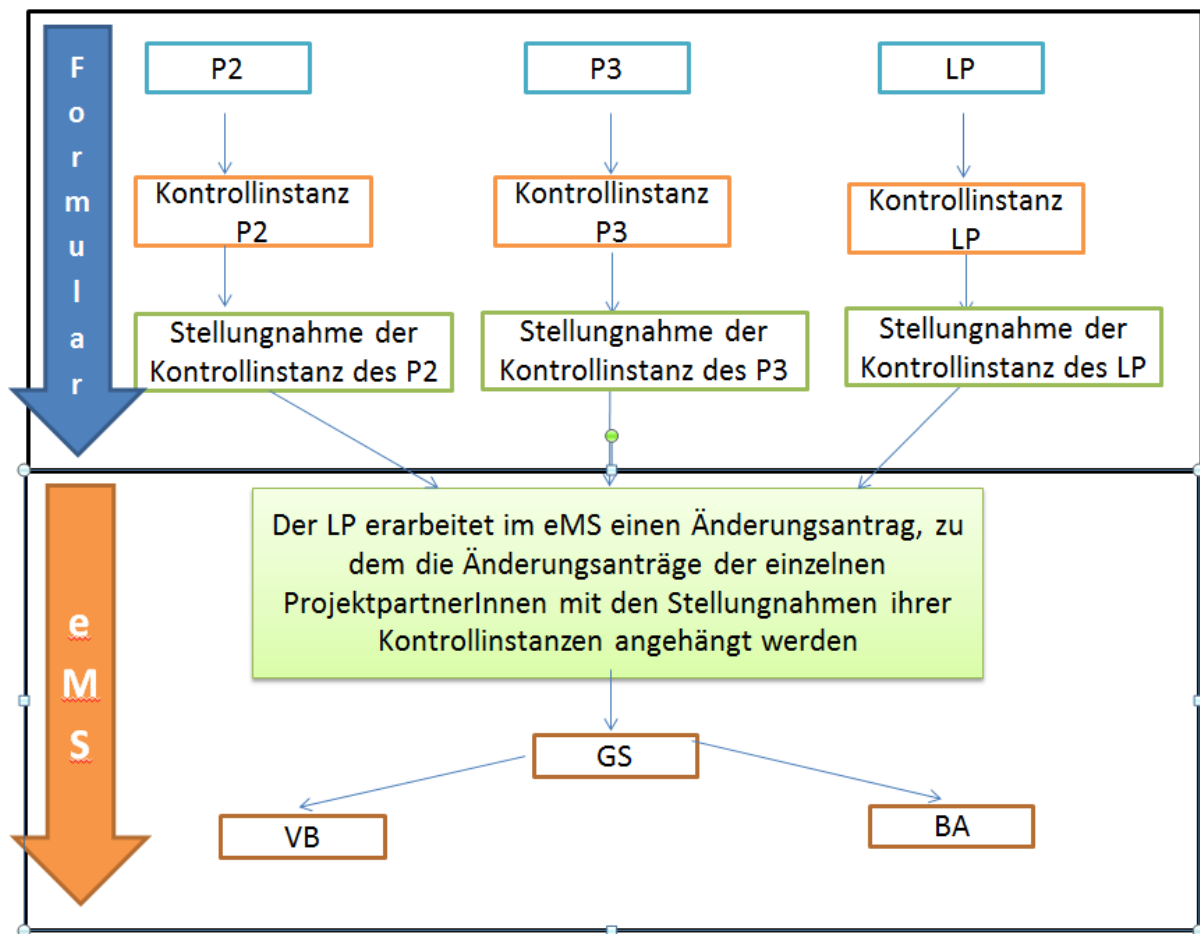 Formular
P2
P3
LP
Kontrollinstanz
P2
Kontrollinstanz
P3
Kontrollinstanz
LP
Stellungnahme der
Kontrollinstanz des P2
Stellungnahme der
Kontrollinstanz des P3
Stellungnahme der
Kontrollinstanz des LP
eMS
Der LP erarbeitet im eMS einen Änderungsantrag, zu
dem die Änderungsanträge der einzelnen
ProjektpartnerInnen mit den Stellungnahmen ihrer
Kontrollinstanzen angehängt werden
GS
VB
BA